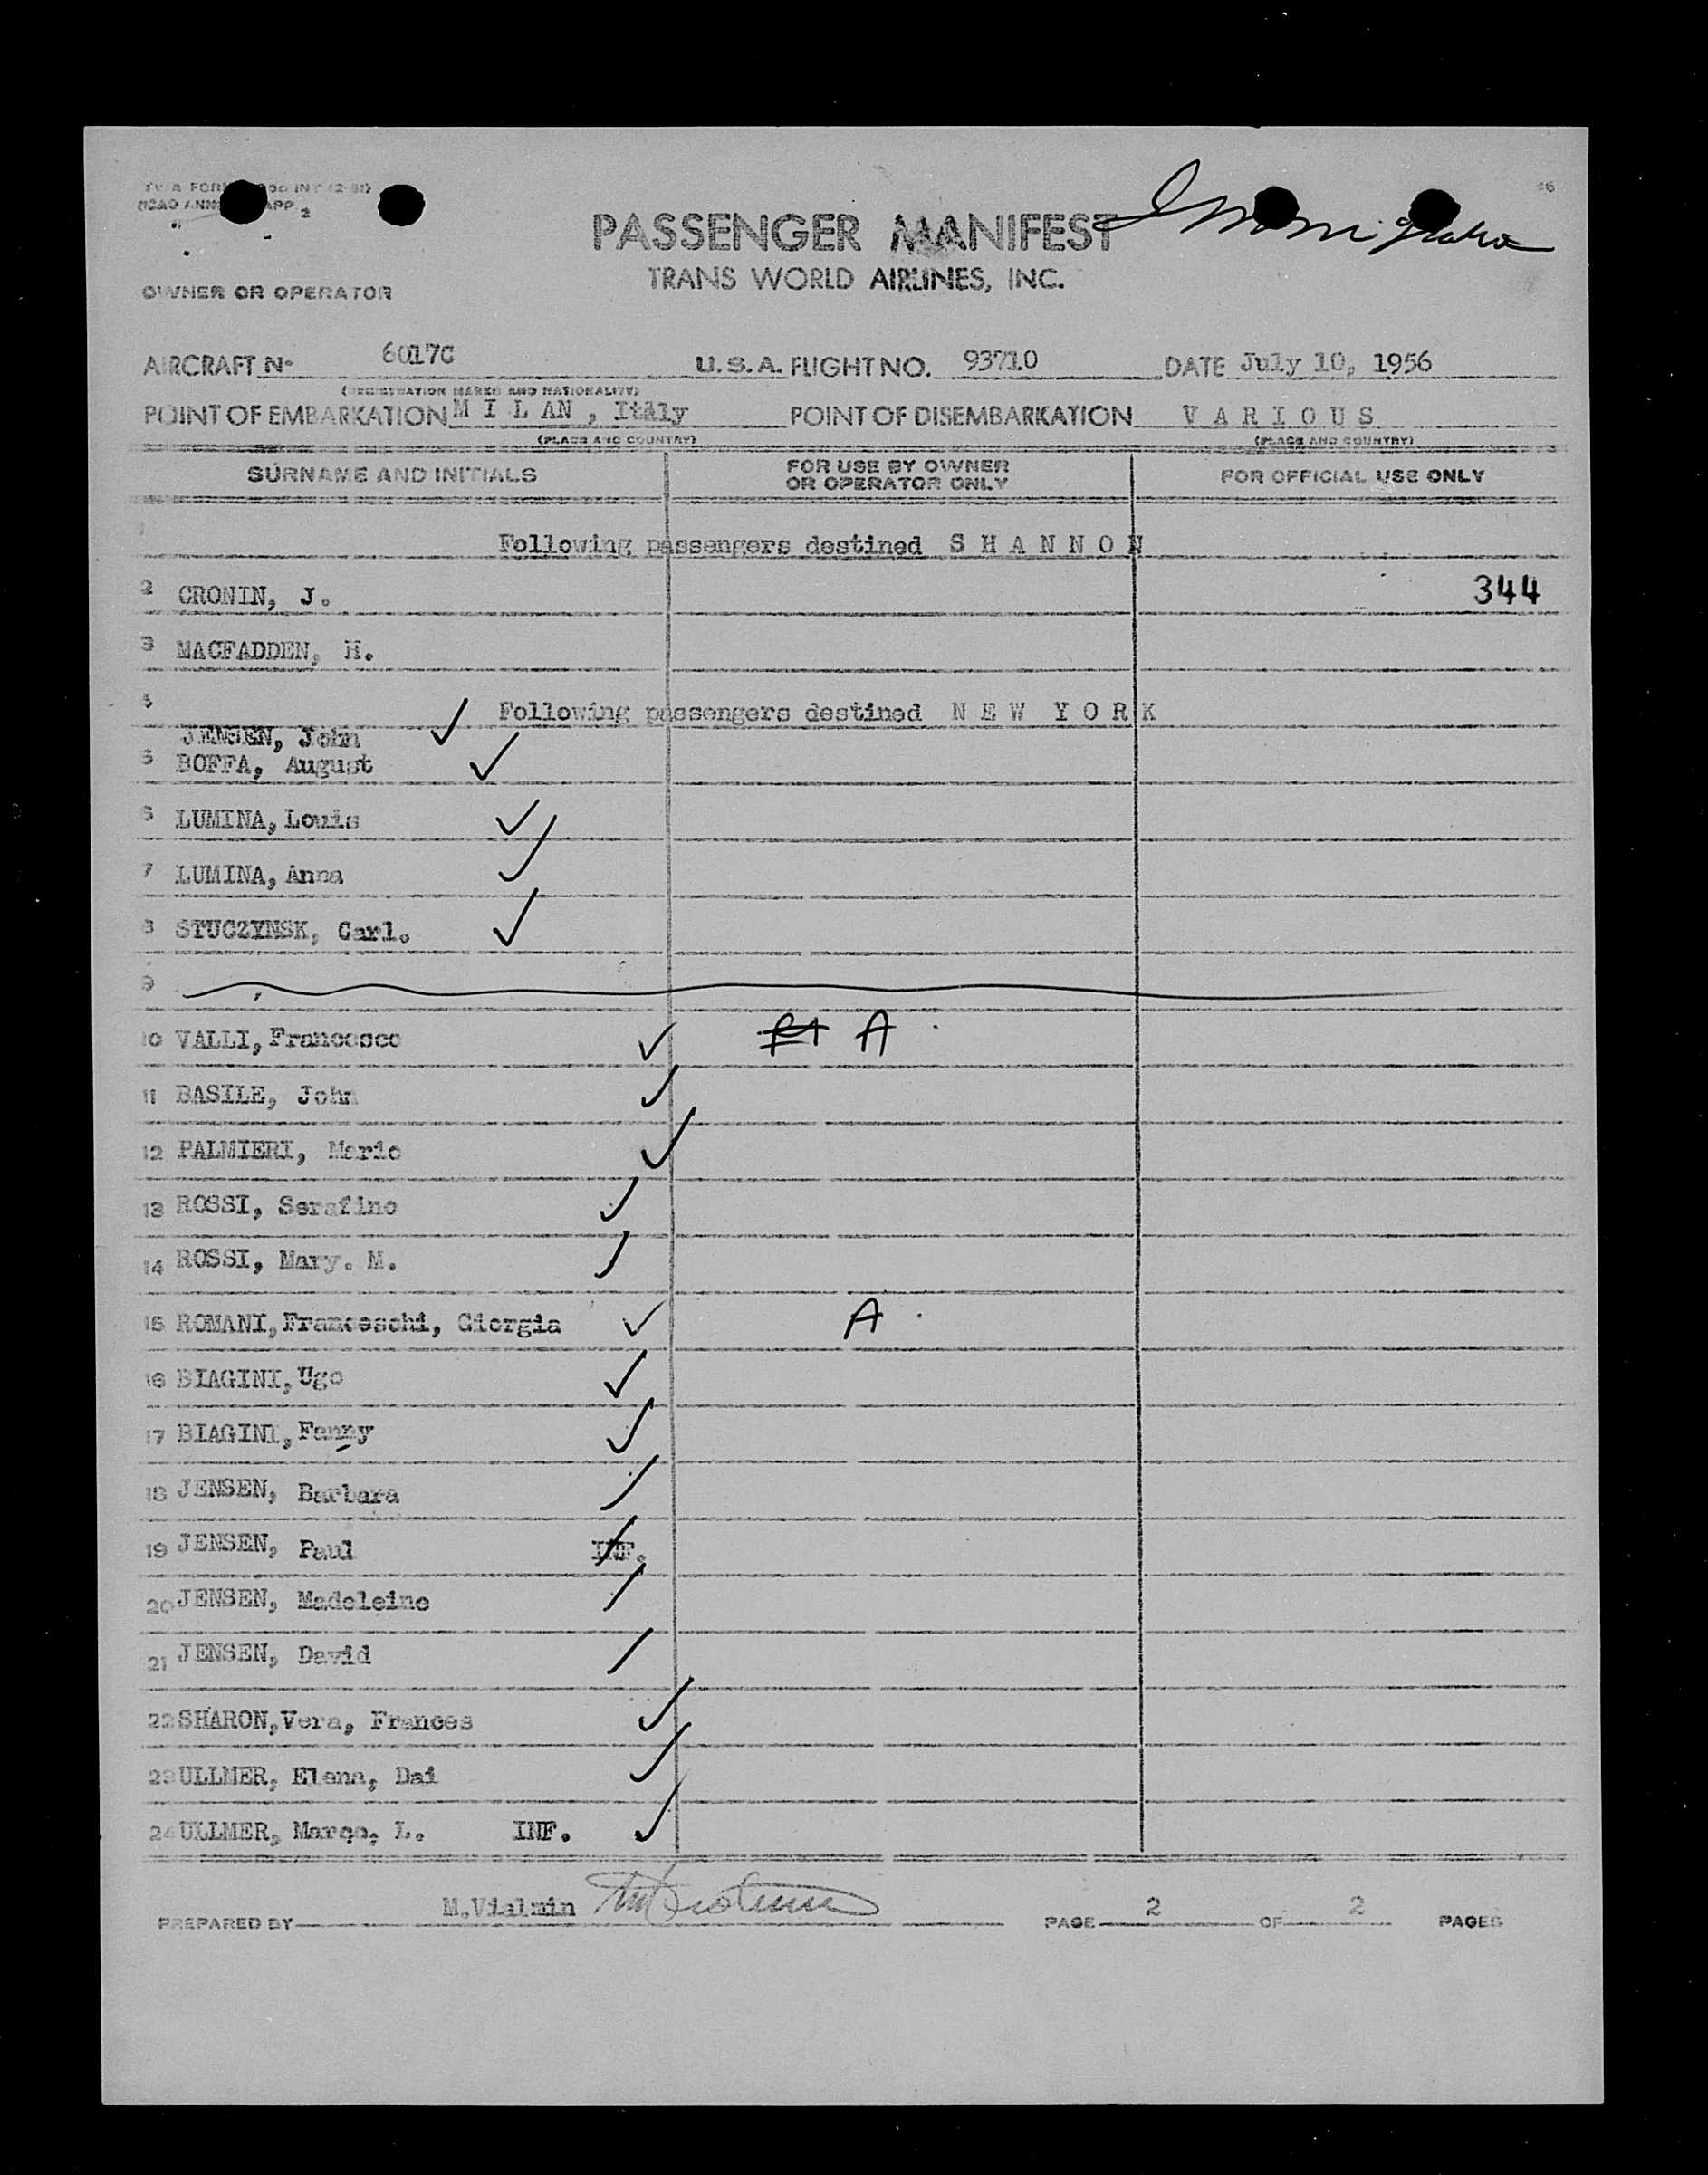 Immigration
PASSENGER MANIFEST
TRANS WORLD AIRLINES, INC.
OWNER OR OPERATOR
AIRCRAFT No 6017C U.S.A. FLIGHT NO. 93710 DATE July 10, 1956
(REGISTRATION MARKS AND NATIONALITY)
POINT OF EMBARKATION M I L AN , Italy POINT OF DISEMBARKATION V A R I O U S
(PLACE AND COUNTRY) (PLACE AND COUNTRY)
SURNAME AND INITIALS FOR USE BY OWNER OR OPERATOR ONLY FOR OFFICIAL USE ONLY
Following passengers destined S H A N N O N
2 CRONIN, J. 344
3 MACFADDEN, H.
4 Following passengers destined N E W Y O R K
JENSEN, John
5 BOFFA, August
6 LUMINA, Louis
7 LUMINA, Anna
8 STUCZYNSK, Carl.
9
10 VALLI, Francesco A
11 BASILE, John
12 PALMIERI, Mario
13 ROSSI, Serafino
14 ROSSI, Mary. M.
15 ROMANI, Franceschi, Giorgia A
16 BIAGINI, Ugo
17 BIAGINI, Fanny
18 JENSEN, Barbara
19 JENSEN, Paul INF.
20 JENSEN, Madeleine
21 JENSEN, David
22 SHARON, Vera, Frances
23 ULLMER, Elena, Dai
24 ULLMER, Marco, L. INF.
PREPARED BY M.Vialmin PAGE 2 OF 2 PAGES